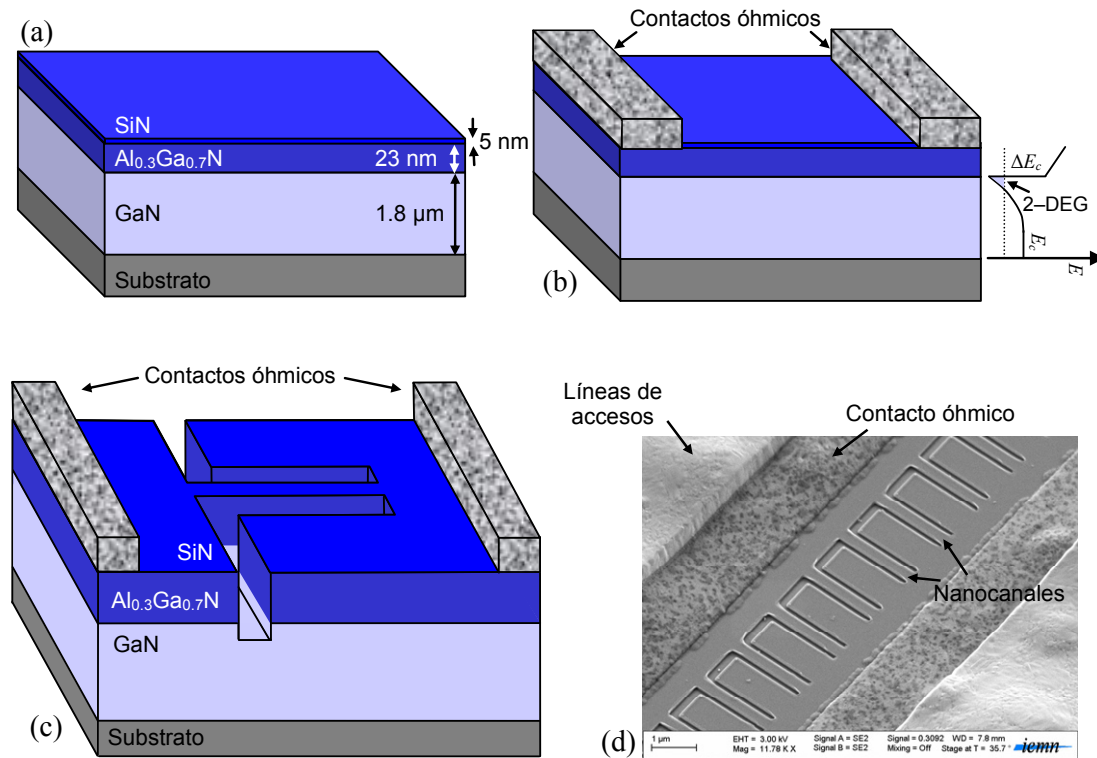 (a)
SiN
Al0.3Ga0.7N
23 nm
5 nm
GaN
1.8 µm
Substrato
Contactos óhmicos
ΔEc
2–DEG
Ec
E
(b)
Contactos óhmicos
SiN
Al0.3Ga0.7N
GaN
Substrato
(c)
Líneas de
accesos
Contacto óhmico
Nanocanales
(d)
1 µm
EHT = 3.00 kV
Mag = 11.78 K X
Signal A = SE2
Signal B = SE2
Signal = 0.3092
Mixing = Off
WD = 7.8 mm
Stage at T = 35.7°
iemn